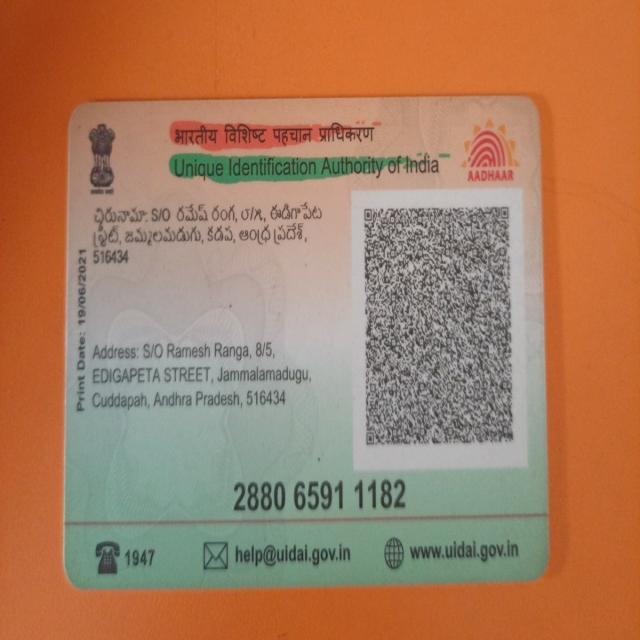 भारतीय विशिष्ट पहचान प्राधिकरण
Unique Identification Authority of India
AADHAAR
చిరునామా: S/O రమేష్ రంగ, ౮/౫, ఈడిగాపేట
స్ట్రీట్, జమ్మలమడుగు, కడప, ఆంధ్ర ప్రదేశ్,
516434
Print Date: 19/06/2021
Address: S/O Ramesh Ranga, 8/5,
EDIGAPETA STREET, Jammalamadugu,
Cuddapah, Andhra Pradesh, 516434
2880 6591 1182
1947 help@uidai.gov.in www.uidai.gov.in